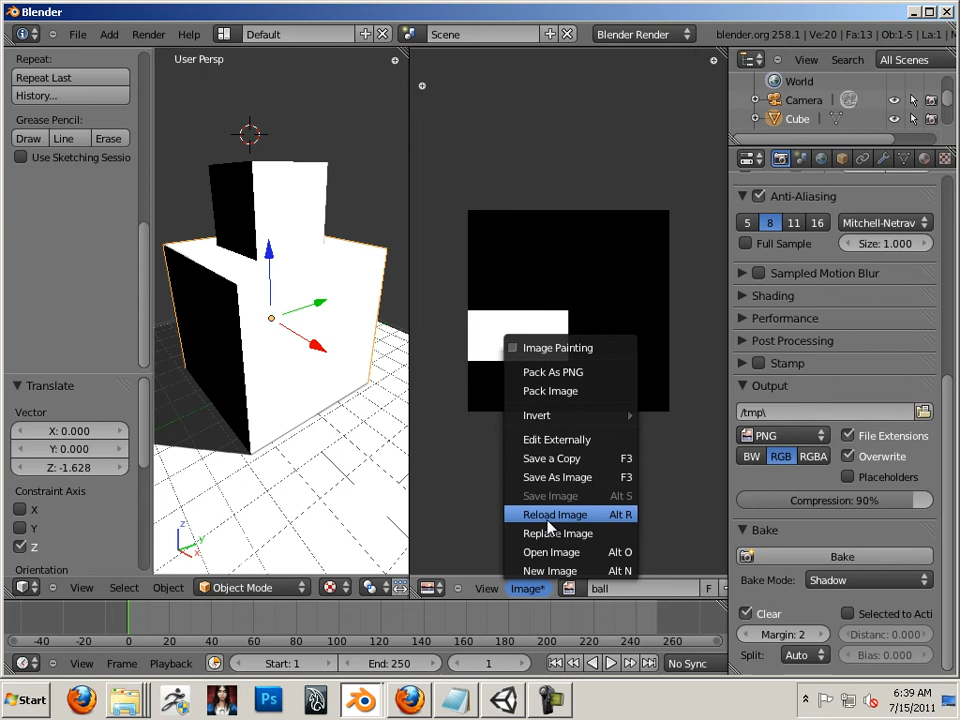 Blender
File Add Render Help Default Scene Blender Render blender.org 258.1 | Ve:20 | Fa:13 | Ob:1-5 | La:1 |
Repeat:
Repeat Last
History...
Grease Pencil:
Draw Line Erase
Use Sketching Sessio
Translate
Vector
X: 0.000
Y: 0.000
Z: -1.628
Constraint Axis
X
Y
Z
Orientation
User Persp
z
x
View Select Object Object Mode
Image Painting
Pack As PNG
Pack Image
Invert
Edit Externally
Save a Copy F3
Save As Image F3
Save Image Alt S
Reload Image Alt R
Replace Image
Open Image Alt O
New Image Alt N
View Image* ball F
View Search All Scenes
World
Camera
Cube
Anti-Aliasing
5 8 11 16 Mitchell-Netrav
Full Sample Size: 1.000
Sampled Motion Blur
Shading
Performance
Post Processing
Stamp
Output
/tmp\
PNG File Extensions
BW RGB RGBA Overwrite
Placeholders
Compression: 90%
Bake
Bake
Bake Mode: Shadow
Clear Selected to Acti
Margin: 2 Distanc: 0.000
Split: Auto Bias: 0.000
-40 -20 0 20 40 60 80 100 120 140 160 180 200 220 240 260
View Frame Playback Start: 1 End: 250 1 No Sync
Start Ps 6:39 AM
7/15/2011